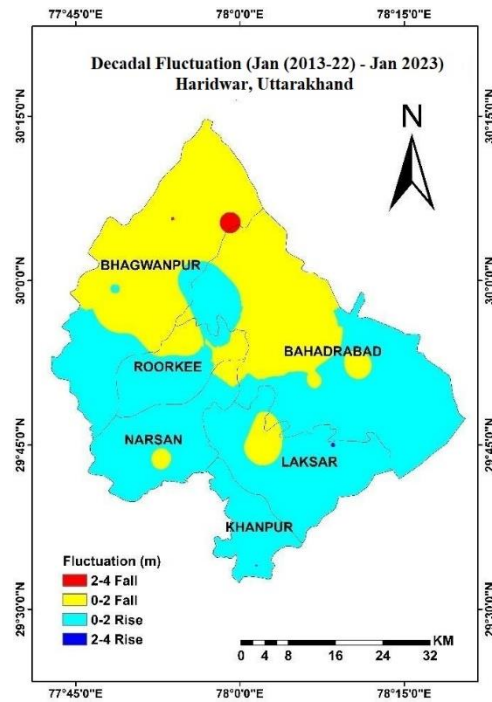 77°45'0"E 78°0'0"E 78°15'0"E
Decadal Fluctuation (Jan (2013-22) - Jan 2023)
Haridwar, Uttarakhand
N
30°15'0"N
30°15'0"N
BHAGWANPUR
30°0'0"N
30°0'0"N
BAHADRABAD
ROORKEE
NARSAN
29°45'0"N
29°45'0"N
LAKSAR
KHANPUR
Fluctuation (m)
2-4 Fall
0-2 Fall
0-2 Rise
2-4 Rise
29°30'0"N
29°30'0"N
KM
0 4 8 16 24 32
77°45'0"E 78°0'0"E 78°15'0"E